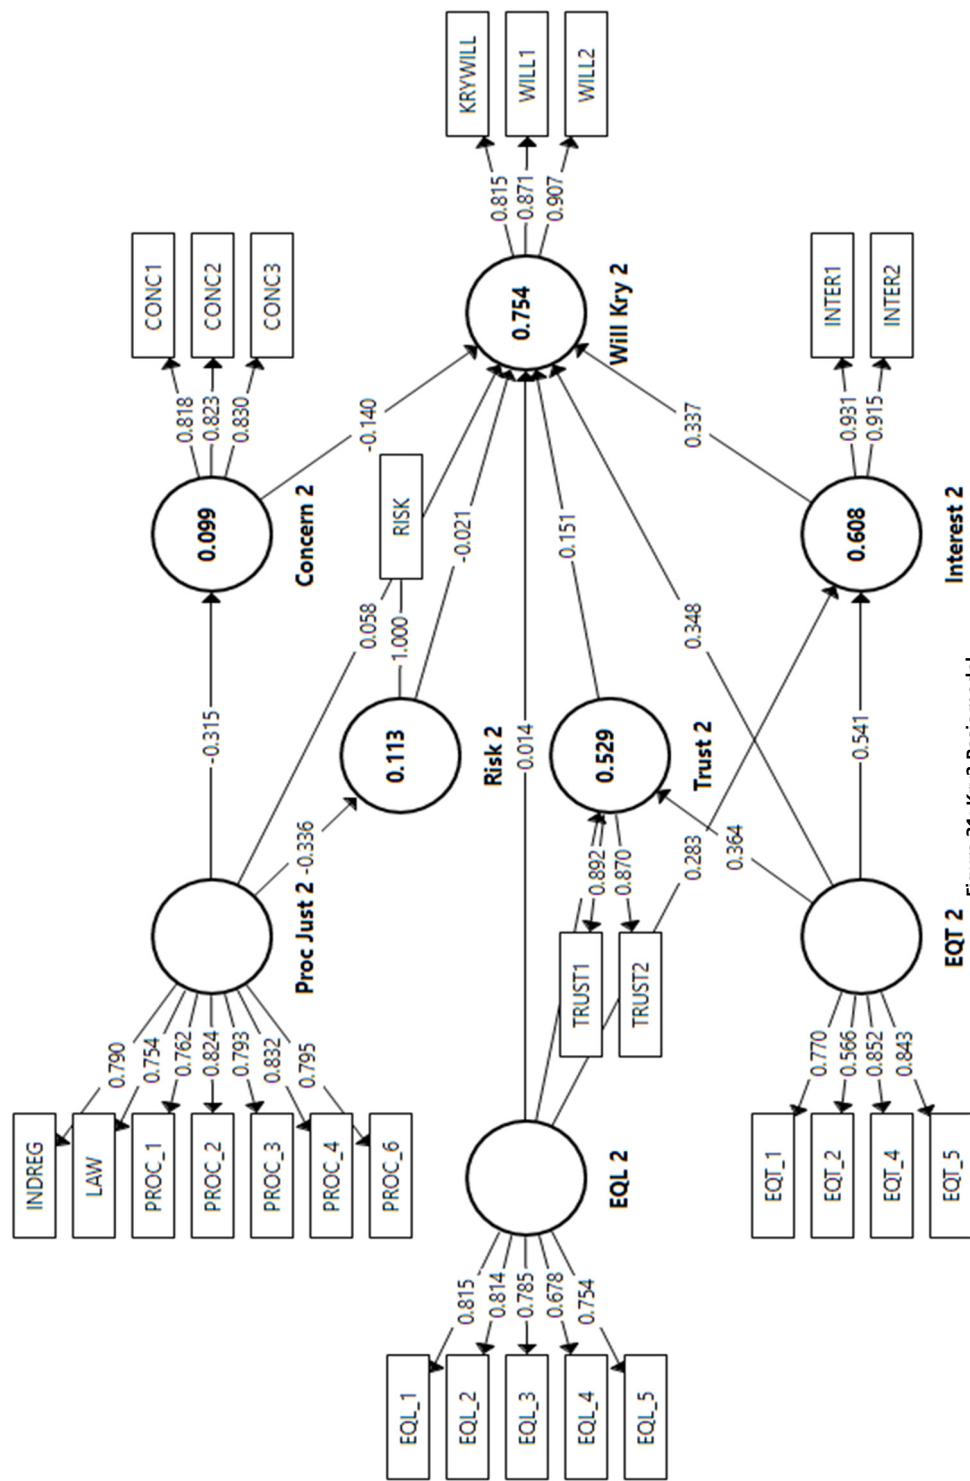 INDREG
LAW
PROC_1
PROC_2
PROC_3
PROC_4
PROC_6
0.790
0.754
0.762
0.824
0.793
0.832
0.795
Proc Just 2
-0.315
0.058
-0.336
0.099
Concern 2
0.818
0.823
0.830
CONC1
CONC2
CONC3
-0.140
RISK
1.000
0.113
Risk 2
-0.021
EQL_1
EQL_2
EQL_3
EQL_4
EQL_5
0.815
0.814
0.785
0.678
0.754
EQL 2
0.014
TRUST1
TRUST2
0.892
0.870
0.529
Trust 2
0.151
0.283
0.364
0.348
0.754
Will Kry 2
0.815
0.871
0.907
KRYWILL
WILL1
WILL2
EQT_1
EQT_2
EQT_4
EQT_5
0.770
0.566
0.852
0.843
EQT 2
0.541
0.337
0.608
Interest 2
0.931
0.915
INTER1
INTER2